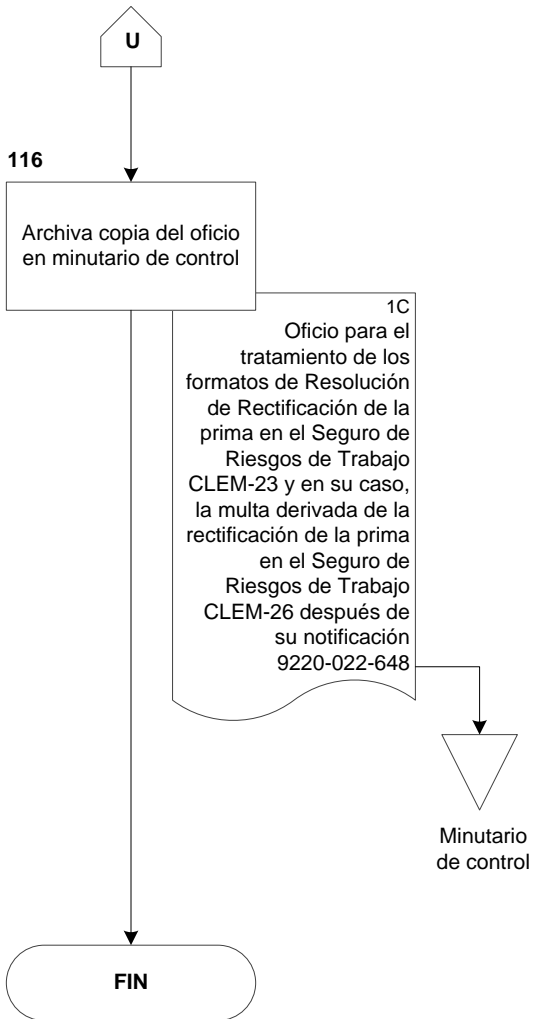 U
116
Archiva copia del oficio
en minutario de control
1C
Oficio para el
tratamiento de los
formatos de Resolución
de Rectificación de la
prima en el Seguro de
Riesgos de Trabajo
CLEM-23 y en su caso,
la multa derivada de la
rectificación de la prima
en el Seguro de
Riesgos de Trabajo
CLEM-26 después de
su notificación
9220-022-648
Minutario
de control
FIN